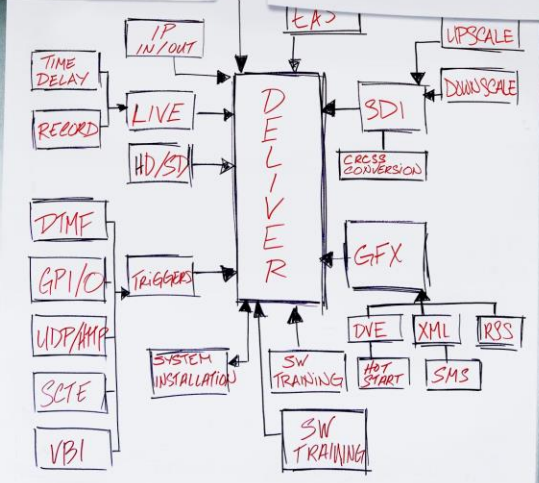 EAS
IP
IN/OUT
UPSCALE
TIME
DELAY
DOWNSCALE
RECORD
LIVE
DELIVER
SDI
HD/SD
CROSS
CONVERSION
DTMF
GPI/O
TRIGGERS
GFX
UDP/AMP
DVE
XML
RSS
SYSTEM
INSTALLATION
SW
TRAINING
HOT
START
SMS
SCTE
VBI
SW
TRAINING